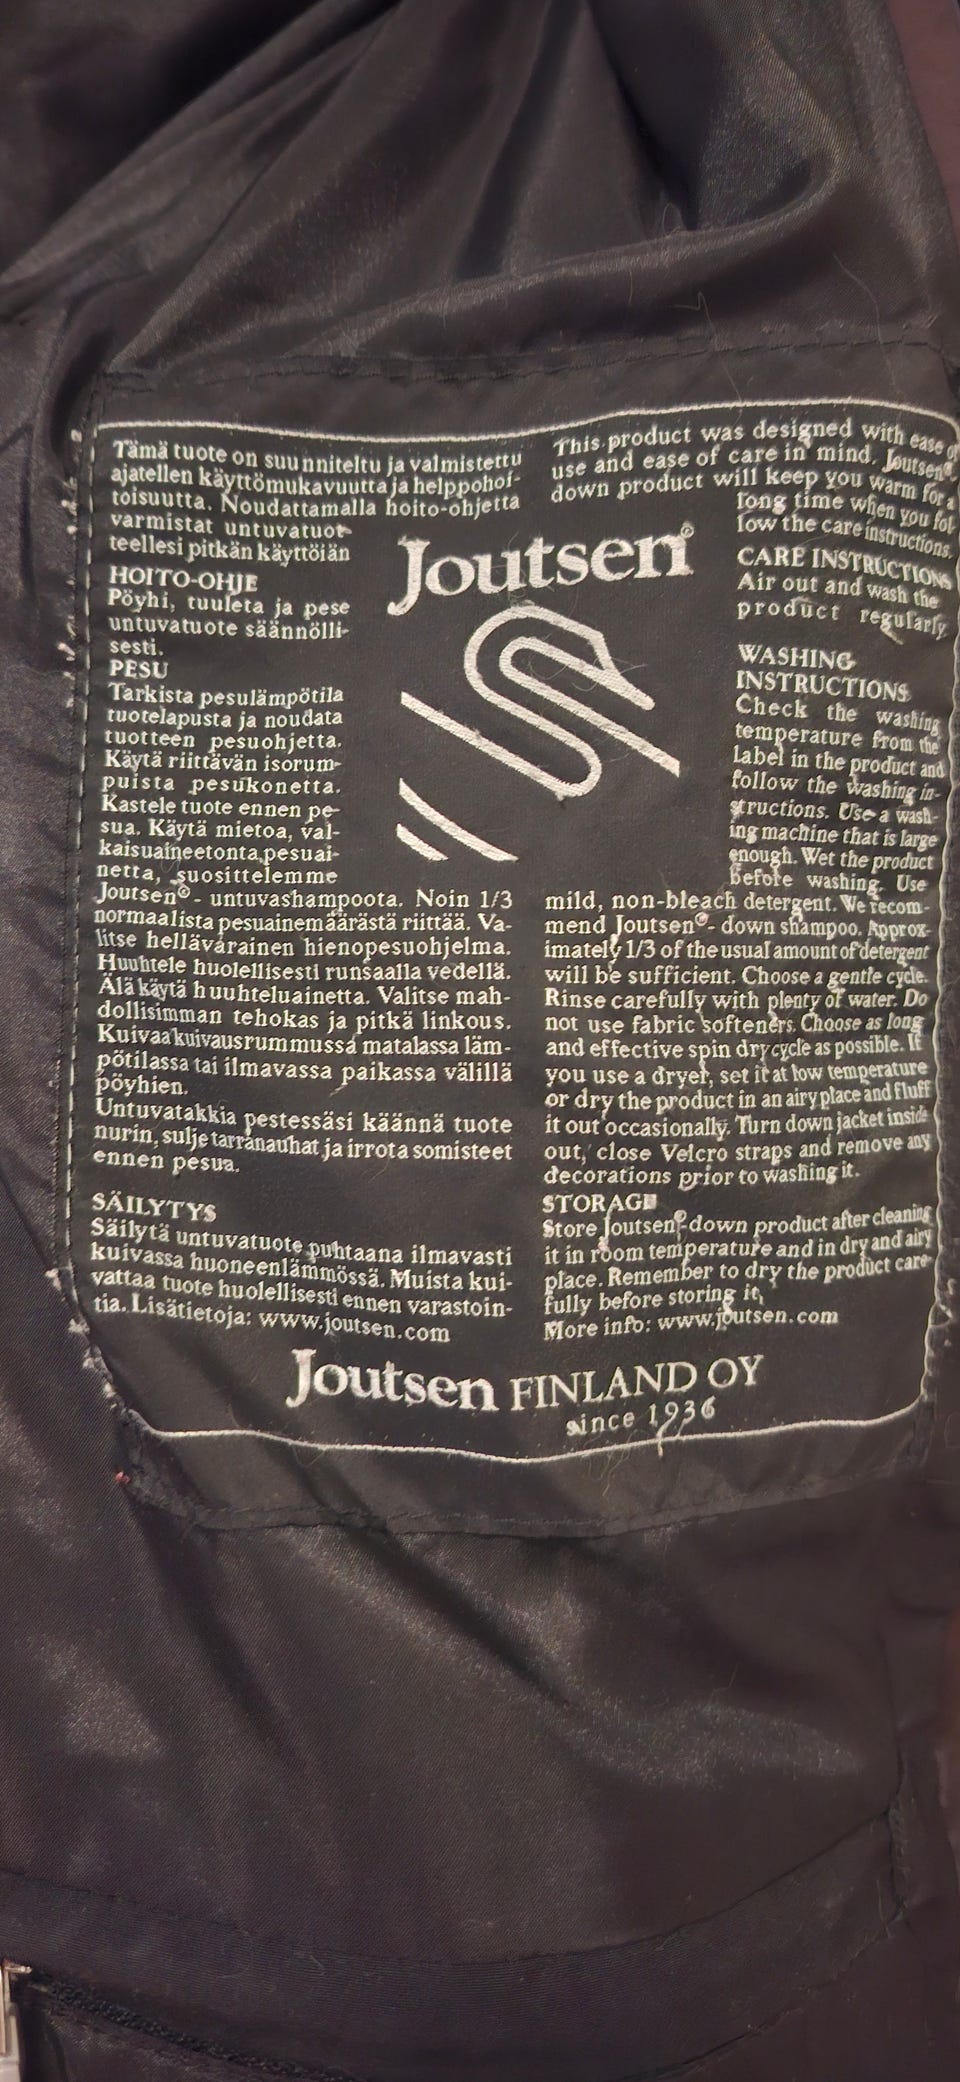 Tämä tuote on suunniteltu ja valmistettu
ajatellen käyttömukavuutta ja helppohoi-
toisuutta. Noudattamalla hoito-ohjetta
varmistat untuvatuot-
teellesi pitkän käyttöiän
HOITO-OHJE
Pöyhi, tuuleta ja pese
untuvatuote säännölli-
sesti.
PESU
Tarkista pesulämpötila
tuotelapusta ja noudata
tuotteen pesuohjetta.
Käytä riittävän isorum-
puista pesukonetta.
Kastele tuote ennen pe-
sua. Käytä mietoa, val-
kaisuaineetonta pesuai-
netta, suosittelemme
Joutsen® - untuvashampoota. Noin 1/3
normaalista pesuainemäärästä riittää. Va-
litse hellävarainen hienopesuohjelma.
Huuhtele huolellisesti runsaalla vedellä.
Älä käytä huuhteluainetta. Valitse mah-
dollisimman tehokas ja pitkä linkous.
Kuivaa kuivausrummussa matalassa läm-
pötilassa tai ilmavassa paikassa välillä
pöyhien.
Untuvatakkia pestessäsi käännä tuote
nurin, sulje tarranauhat ja irrota somisteet
ennen pesua.
SÄILYTYS
Säilytä untuvatuote puhtaana ilmavasti
kuivassa huoneenlämmössä. Muista kui-
vattaa tuote huolellisesti ennen varastoin-
tia. Lisätietoja: www.joutsen.com
Joutsen®
This product was designed with ease of
use and ease of care in mind. Joutsen®
down product will keep you warm for a
long time when you fol
low the care instructions.
CARE INSTRUCTIONS
Air out and wash the
product regularly.
WASHING
INSTRUCTIONS
Check the washing
temperature from the
label in the product and
follow the washing in-
structions. Use a wash-
ing machine that is large
enough. Wet the product
before washing. Use
mild, non-bleach detergent. We recom-
mend Joutsen® - down shampoo. Approx-
imately 1/3 of the usual amount of detergent
will be sufficient. Choose a gentle cycle.
Rinse carefully with plenty of water. Do
not use fabric softeners. Choose as long
and effective spin dry cycle as possible. If
you use a dryer, set it at low temperature
or dry the product in an airy place and fluff
it out occasionally. Turn down jacket inside
out, close Velcro straps and remove any
decorations prior to washing it.
STORAGE
Store Joutsen®-down product after cleaning
it in room temperature and in dry and airy
place. Remember to dry the product care-
fully before storing it,
More info: www.joutsen.com
Joutsen FINLAND OY
since 1936